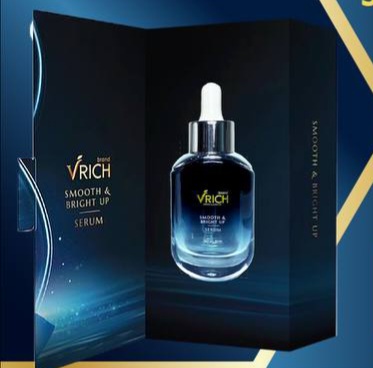 brand
VRICH
SMOOTH &
BRIGHT UP
SERUM
brand
VRICH
SMOOTH &
BRIGHT UP
SERUM
SMOOTH & BRIGHT UP